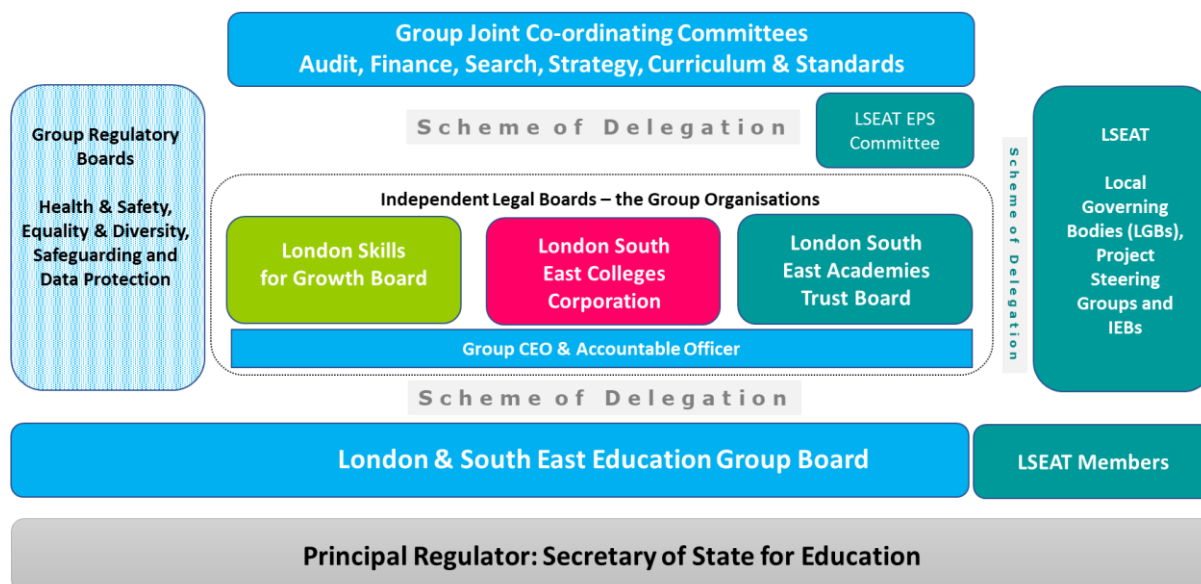 Group Joint Co-ordinating Committees
Audit, Finance, Search, Strategy, Curriculum & Standards
Group Regulatory
Boards
Health & Safety,
Equality & Diversity,
Safeguarding and
Data Protection
Scheme of Delegation
LSEAT EPS
Committee
Independent Legal Boards – the Group Organisations
London Skills
for Growth Board
London South
East Colleges
Corporation
London South
East Academies
Trust Board
Group CEO & Accountable Officer
Scheme of Delegation
LSEAT
Local
Governing
Bodies (LGBs),
Project
Steering
Groups and
IEBs
Scheme of Delegation
London & South East Education Group Board
LSEAT Members
Principal Regulator: Secretary of State for Education